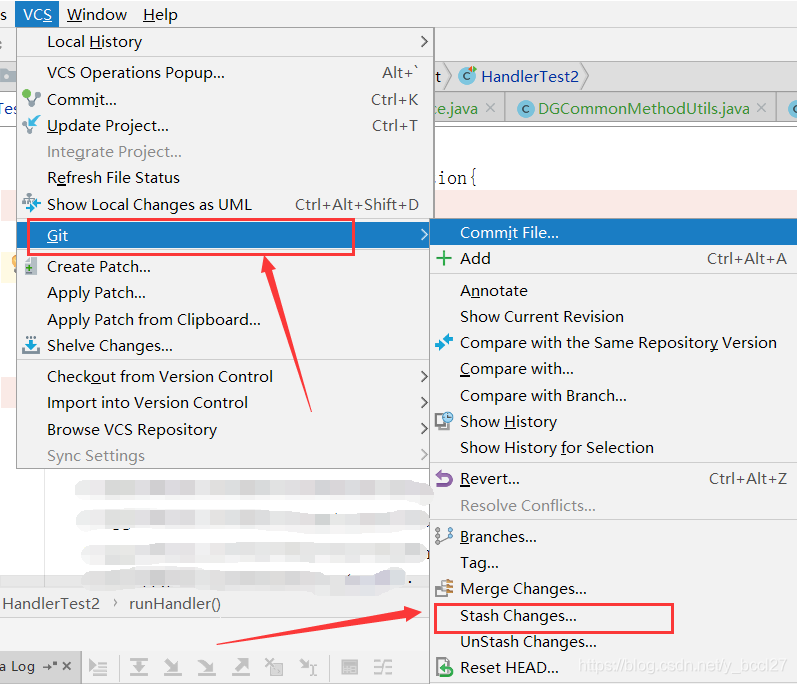 s VCS Window Help
Local History
VCS Operations Popup... Alt+`
Commit... Ctrl+K
Update Project... Ctrl+T
Integrate Project...
Refresh File Status
Show Local Changes as UML Ctrl+Alt+Shift+D
Git
Create Patch...
Apply Patch...
Apply Patch from Clipboard...
Shelve Changes...
Checkout from Version Control
Import into Version Control
Browse VCS Repository
Sync Settings
t HandlerTest2
Tes
ce.java DGCommonMethodUtils.java
sion{
Commit File...
Add Ctrl+Alt+A
Annotate
Show Current Revision
Compare with the Same Repository Version
Compare with...
Compare with Branch...
Show History
Show History for Selection
Revert... Ctrl+Alt+Z
Resolve Conflicts...
Branches...
Tag...
Merge Changes...
Stash Changes...
UnStash Changes...
Reset HEAD...
HandlerTest2 › runHandler()
a Log
https://blog.csdn.net/y_bccl27